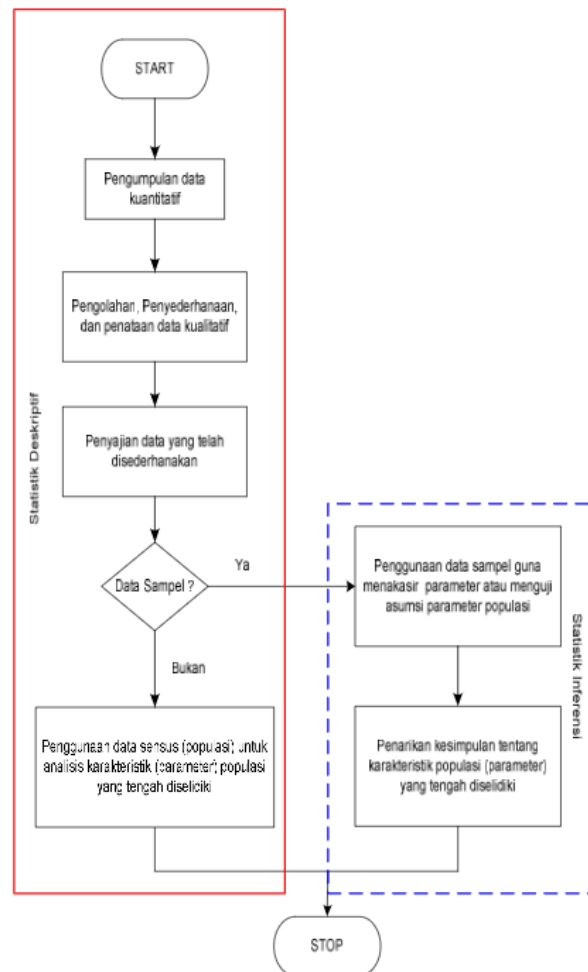 START
Pengumpulan data
kuantitatif
Pengolahan, Penyederhanaan,
dan penataan data kualitatif
Penyajian data yang telah
disederhanakan
Statistik Deskriptif
Data Sampel ?
Ya
Bukan
Penggunaan data sampel guna
menakasir parameter atau menguji
asumsi parameter populasi
Statistik Inferensi
Penggunaan data sensus (populasi) untuk
analisis karakteristik (parameter) populasi
yang tengah diselidiki
Penarikan kesimpulan tentang
karakteristik populasi (parameter)
yang tengah diselidiki
STOP